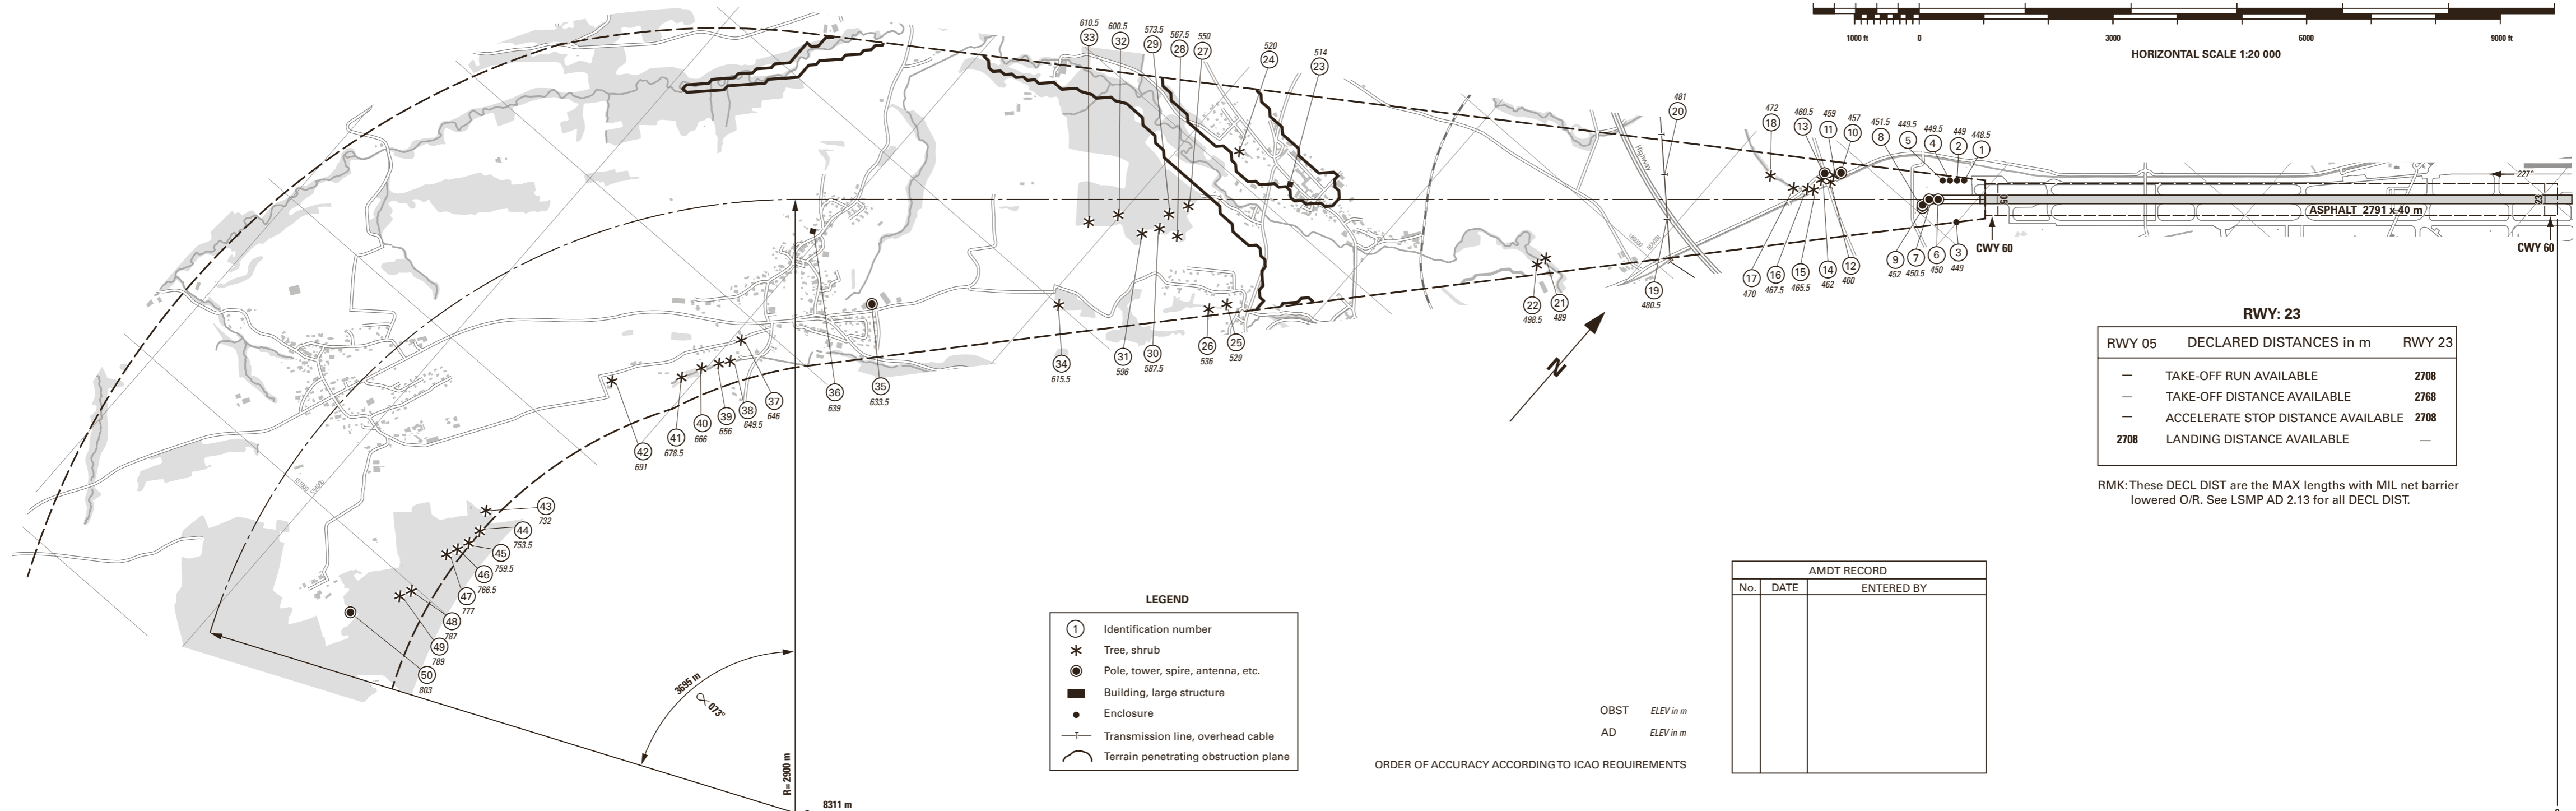 1000 ft 0 3000 6000 9000 ft
HORIZONTAL SCALE 1:20 000
610.5 600.5 573.5 567.5 550
33 32 29 28 27
520
24
514
23
481
20
472
18
460.5 459 457
13 11 10
451.5 449.5 449.5 449 448.5
8 5 4 2 1
Highway
227°
05
23
ASPHALT 2791 x 40 m
CWY 60
CWY 60
9 7 6 3
452 450.5 450 449
17 16 15 14 12
470 467.5 465.5 462 460
19
480.5
22 21
498.5 489
26 25
536 529
34 31 30
615.5 596 587.5
36 35
639 633.5
41 40 39 38 37
678.5 666 656 649.5 646
42
691
43
732
44
753.5
45
759.5
46
766.5
47
777
48
787
49
789
50
803
N
3695 m
∝ 073°
R= 2900 m
8311 m
RWY: 23
RWY 05 DECLARED DISTANCES in m RWY 23
— TAKE-OFF RUN AVAILABLE 2708
— TAKE-OFF DISTANCE AVAILABLE 2768
— ACCELERATE STOP DISTANCE AVAILABLE 2708
2708 LANDING DISTANCE AVAILABLE —
RMK: These DECL DIST are the MAX lengths with MIL net barrier
lowered O/R. See LSMP AD 2.13 for all DECL DIST.
LEGEND
1 Identification number
Tree, shrub
Pole, tower, spire, antenna, etc.
Building, large structure
Enclosure
Transmission line, overhead cable
Terrain penetrating obstruction plane
OBST ELEV in m
AD ELEV in m
ORDER OF ACCURACY ACCORDING TO ICAO REQUIREMENTS
AMDT RECORD
No. DATE ENTERED BY